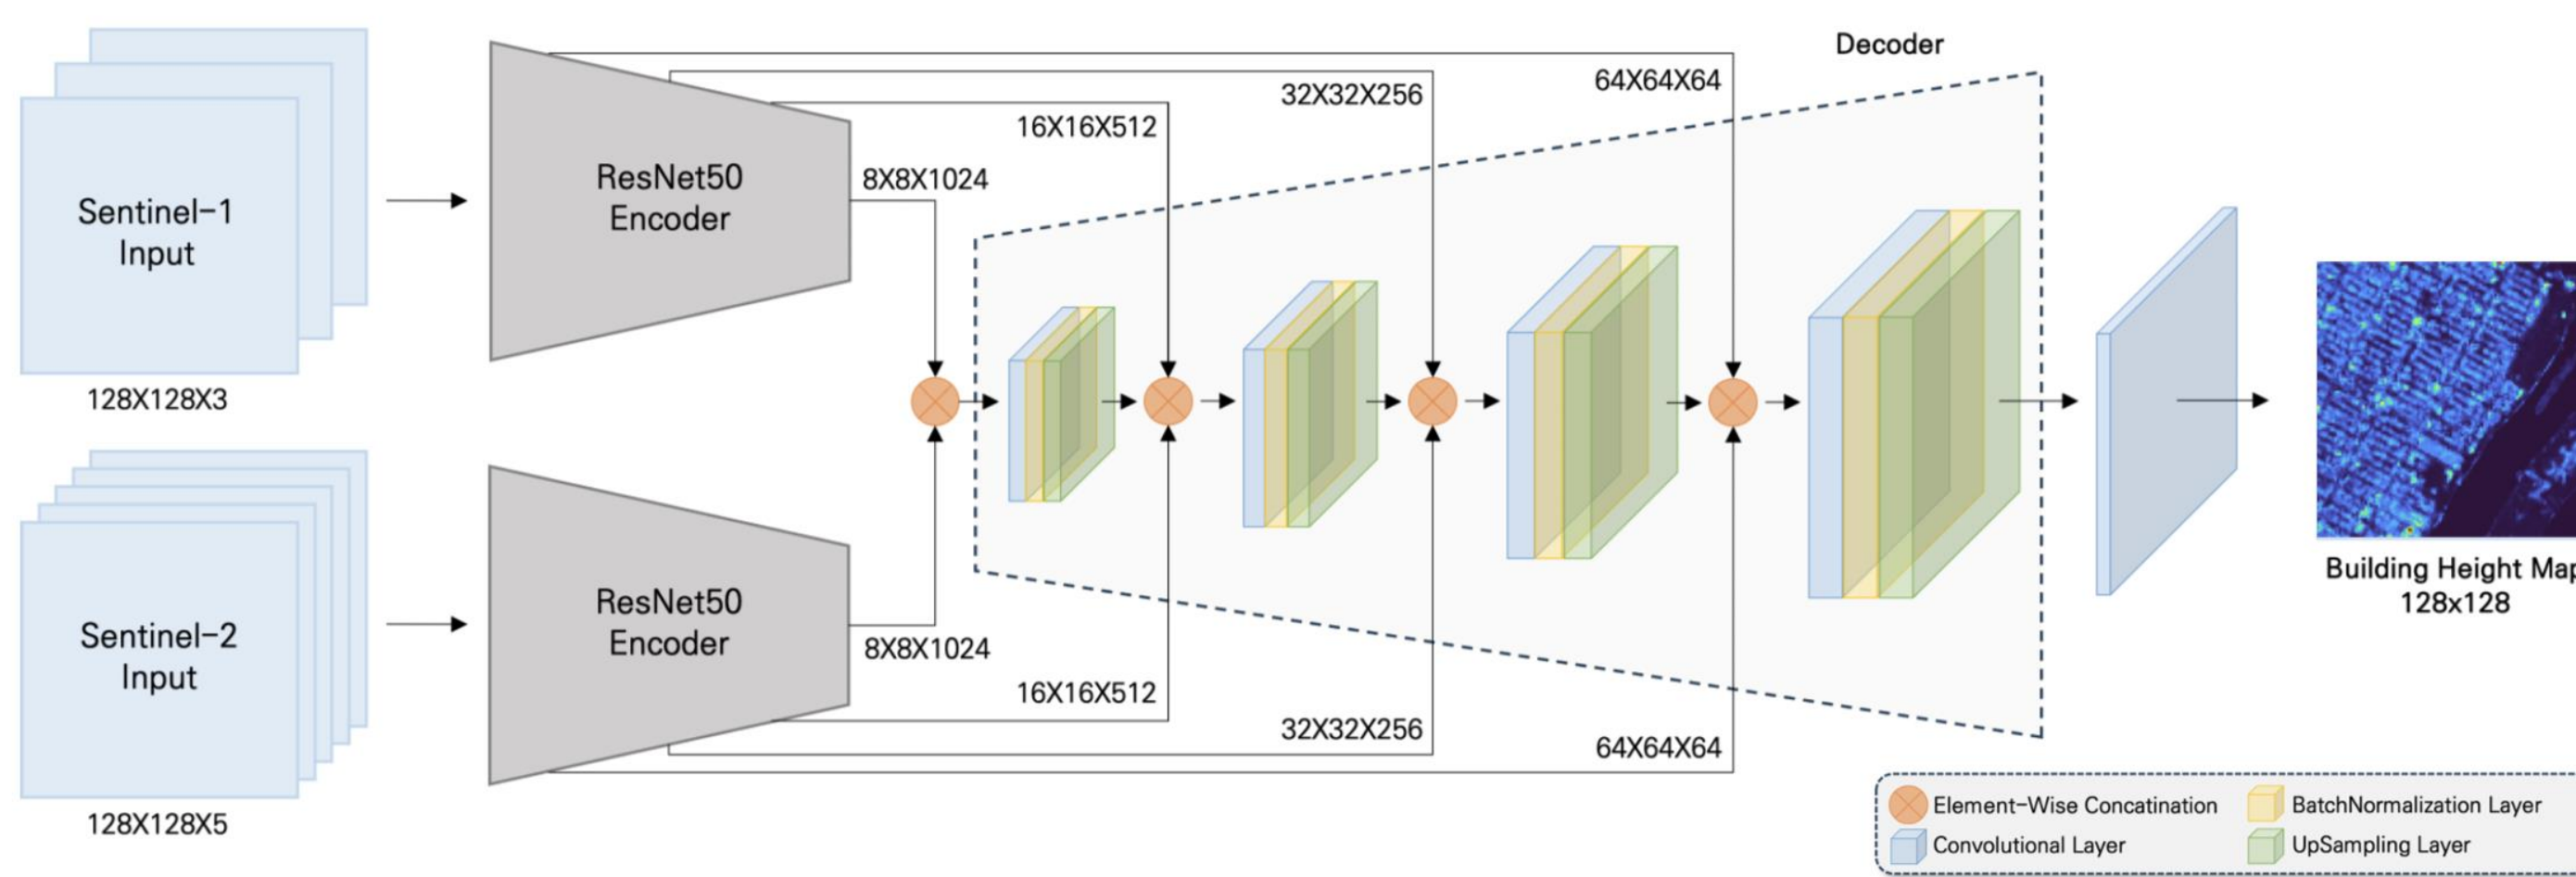 Decoder
64X64X64
32X32X256
16X16X512
8X8X1024
ResNet50
Encoder
Sentinel-1
Input
128X128X3
ResNet50
Encoder
Sentinel-2
Input
128X128X5
8X8X1024
16X16X512
32X32X256
64X64X64
Building Height Map
128x128
Element-Wise Concatination
BatchNormalization Layer
Convolutional Layer
UpSampling Layer